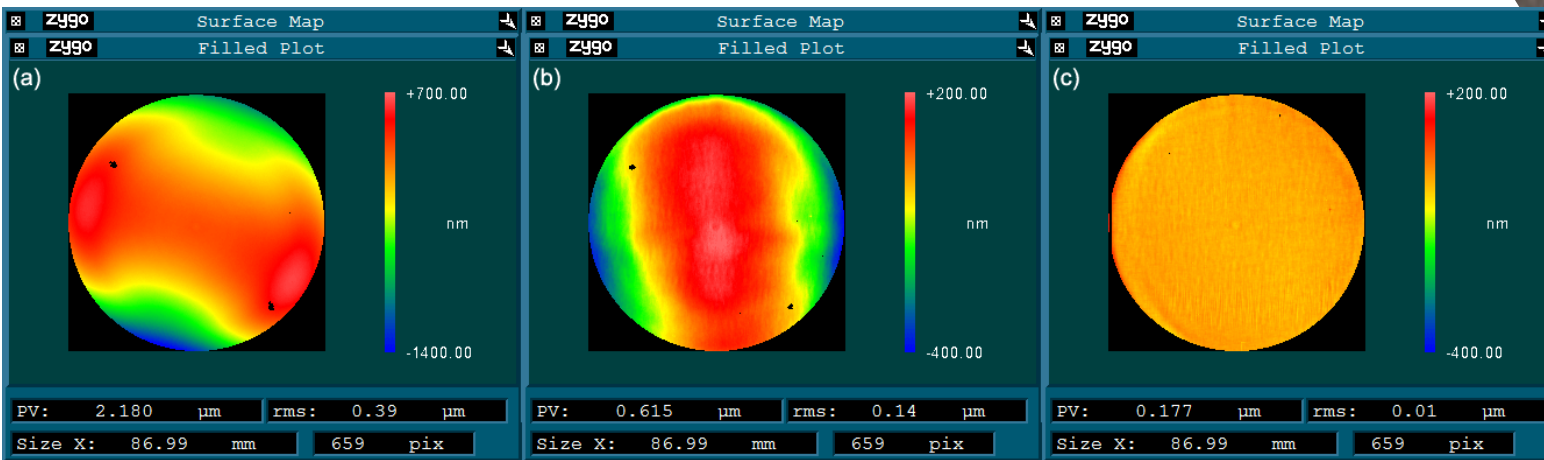 zygo Surface Map
zygo Filled Plot
(a)
+700.00
nm
-1400.00
PV: 2.180 µm rms: 0.39 µm
Size X: 86.99 mm 659 pix
zygo Surface Map
zygo Filled Plot
(b)
+200.00
nm
-400.00
PV: 0.615 µm rms: 0.14 µm
Size X: 86.99 mm 659 pix
zygo Surface Map
zygo Filled Plot
(c)
+200.00
nm
-400.00
PV: 0.177 µm rms: 0.01 µm
Size X: 86.99 mm 659 pix